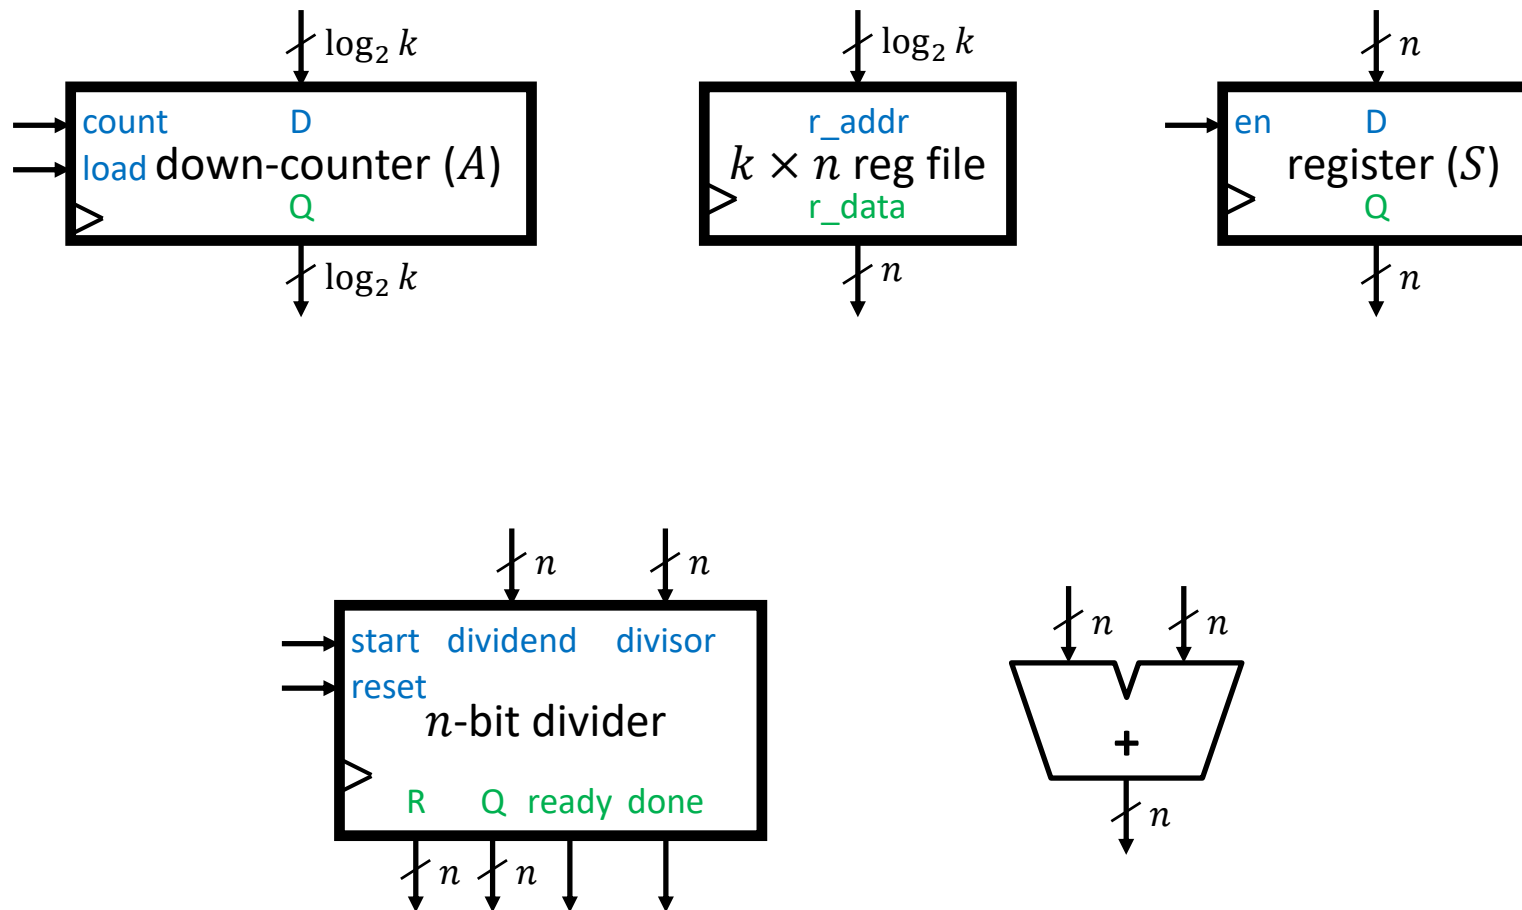 log₂ k
log₂ k
n
count
D
load
down-counter (A)
Q
r_addr
k × n reg file
r_data
en
D
register (S)
Q
log₂ k
n
n
n
n
start
dividend
divisor
reset
n-bit divider
R
Q
ready
done
n
n
n
n
+
n